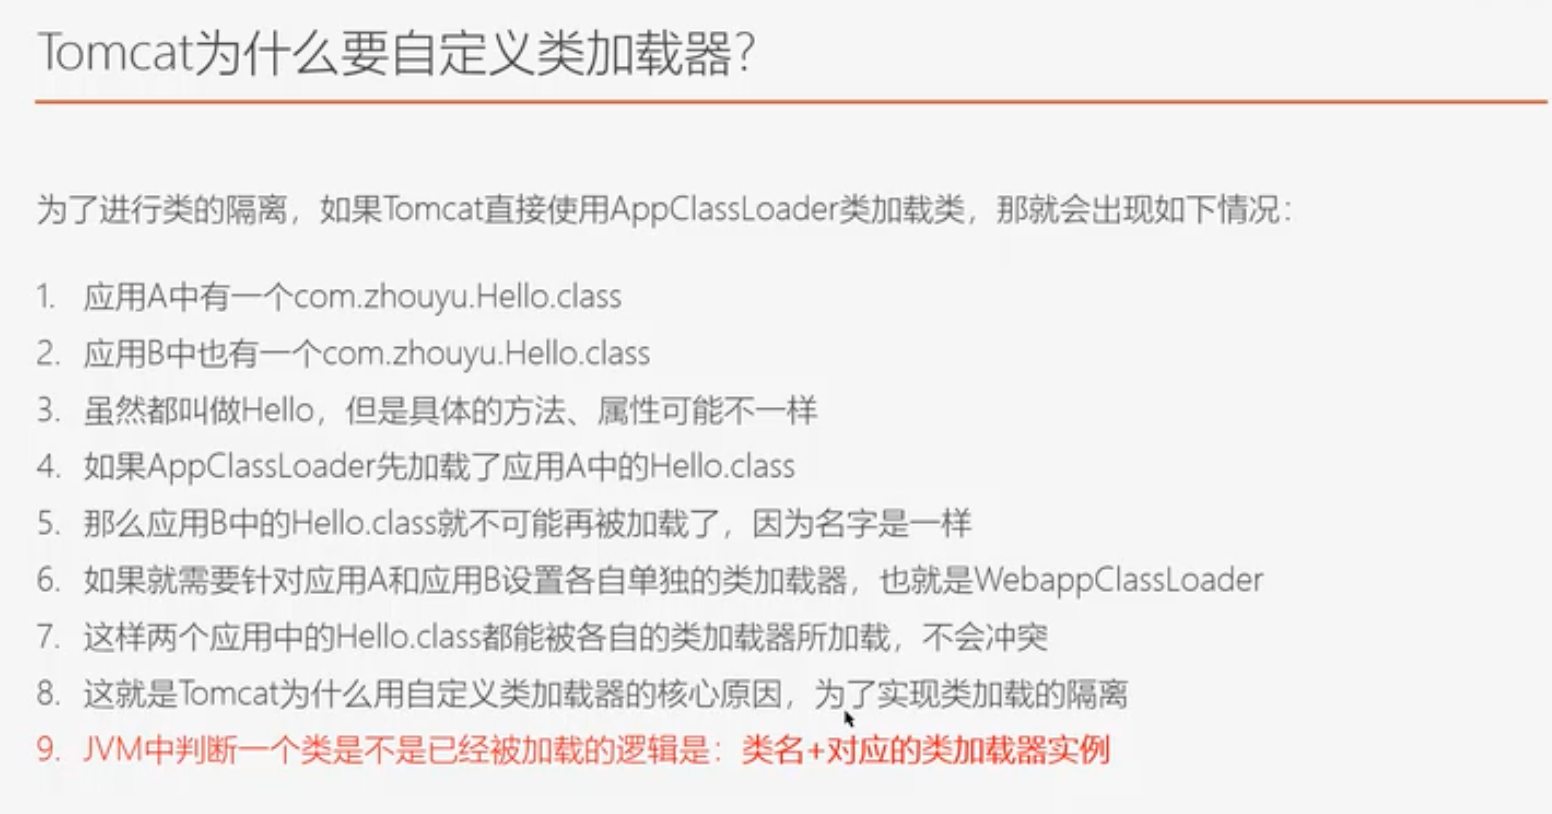 Tomcat为什么要自定义类加载器?
为了进行类的隔离，如果Tomcat直接使用AppClassLoader类加载类，那就会出现如下情况：
1. 应用A中有一个com.zhouyu.Hello.class
2. 应用B中也有一个com.zhouyu.Hello.class
3. 虽然都叫做Hello，但是具体的方法、属性可能不一样
4. 如果AppClassLoader先加载了应用A中的Hello.class
5. 那么应用B中的Hello.class就不可能再被加载了，因为名字是一样
6. 如果就需要针对应用A和应用B设置各自单独的类加载器，也就是WebappClassLoader
7. 这样两个应用中的Hello.class都能被各自的类加载器所加载，不会冲突
8. 这就是Tomcat为什么用自定义类加载器的核心原因，为了实现类加载的隔离
9. JVM中判断一个类是不是已经被加载的逻辑是：类名+对应的类加载器实例